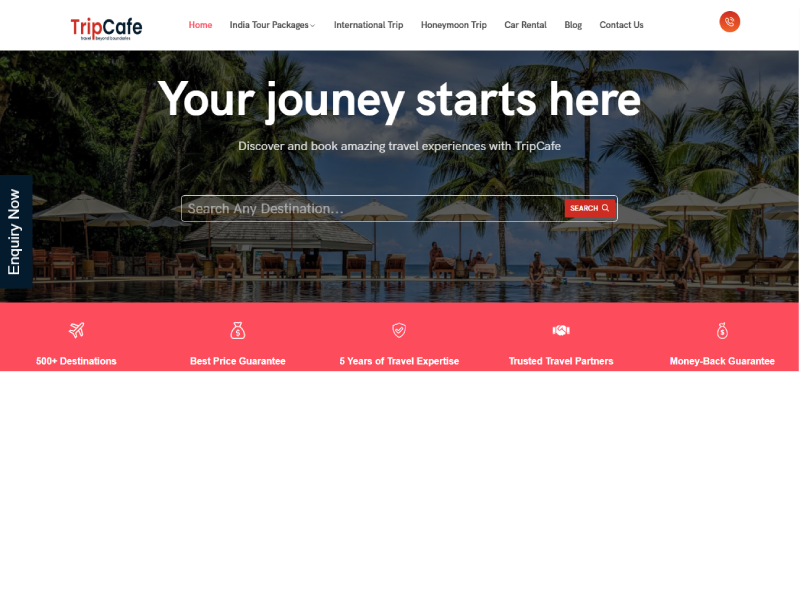 TripCafe
travel beyond boundaries
Home
India Tour Packages
International Trip
Honeymoon Trip
Car Rental
Blog
Contact Us
Your jouney starts here
Discover and book amazing travel experiences with TripCafe
Enquiry Now
Search Any Destination...
SEARCH
500+ Destinations
Best Price Guarantee
5 Years of Travel Expertise
Trusted Travel Partners
Money-Back Guarantee